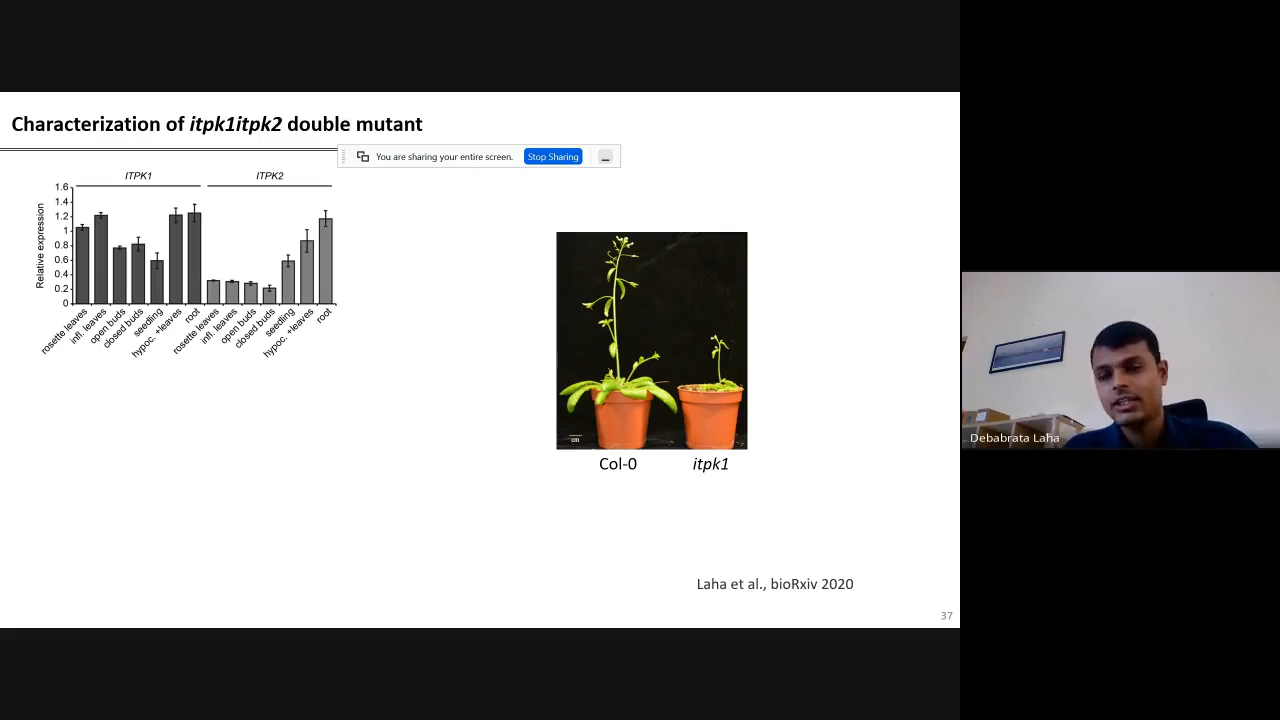 Characterization of itpk1itpk2 double mutant
You are sharing your entire screen.
Stop Sharing
ITPK1
ITPK2
Relative expression
1.6
1.4
1.2
1
0.8
0.6
0.4
0.2
0
rosette leaves
infl. leaves
open buds
closed buds
seedling
hypoc. +leaves
root
rosette leaves
infl. leaves
open buds
closed buds
seedling
hypoc. +leaves
root
cm
Col-0
itpk1
Laha et al., bioRxiv 2020
37
Debabrata Laha